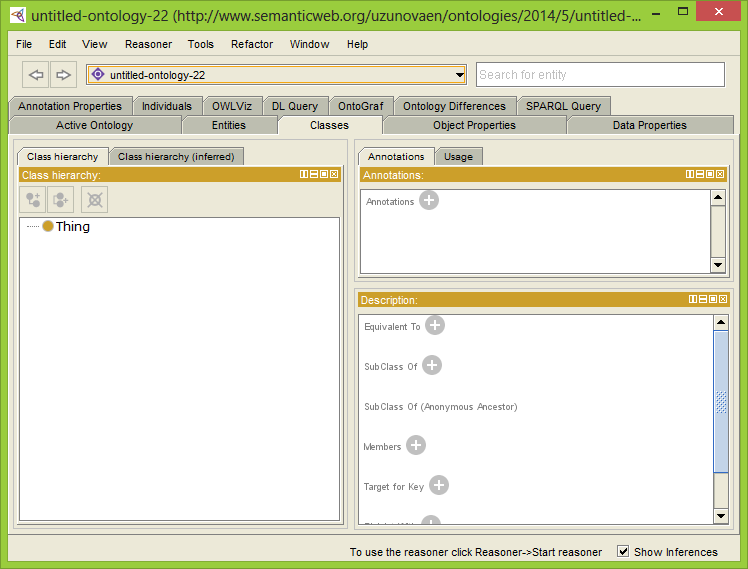 untitled-ontology-22 (http://www.semanticweb.org/uzunovaen/ontologies/2014/5/untitled-...
File Edit View Reasoner Tools Refactor Window Help
untitled-ontology-22
Search for entity
Annotation Properties Individuals OWLViz DL Query OntoGraf Ontology Differences SPARQL Query
Active Ontology Entities Classes Object Properties Data Properties
Class hierarchy Class hierarchy (inferred)
Class hierarchy:
Thing
Annotations Usage
Annotations:
Annotations
Description:
Equivalent To
SubClass Of
SubClass Of (Anonymous Ancestor)
Members
Target for Key
To use the reasoner click Reasoner->Start reasoner
Show Inferences